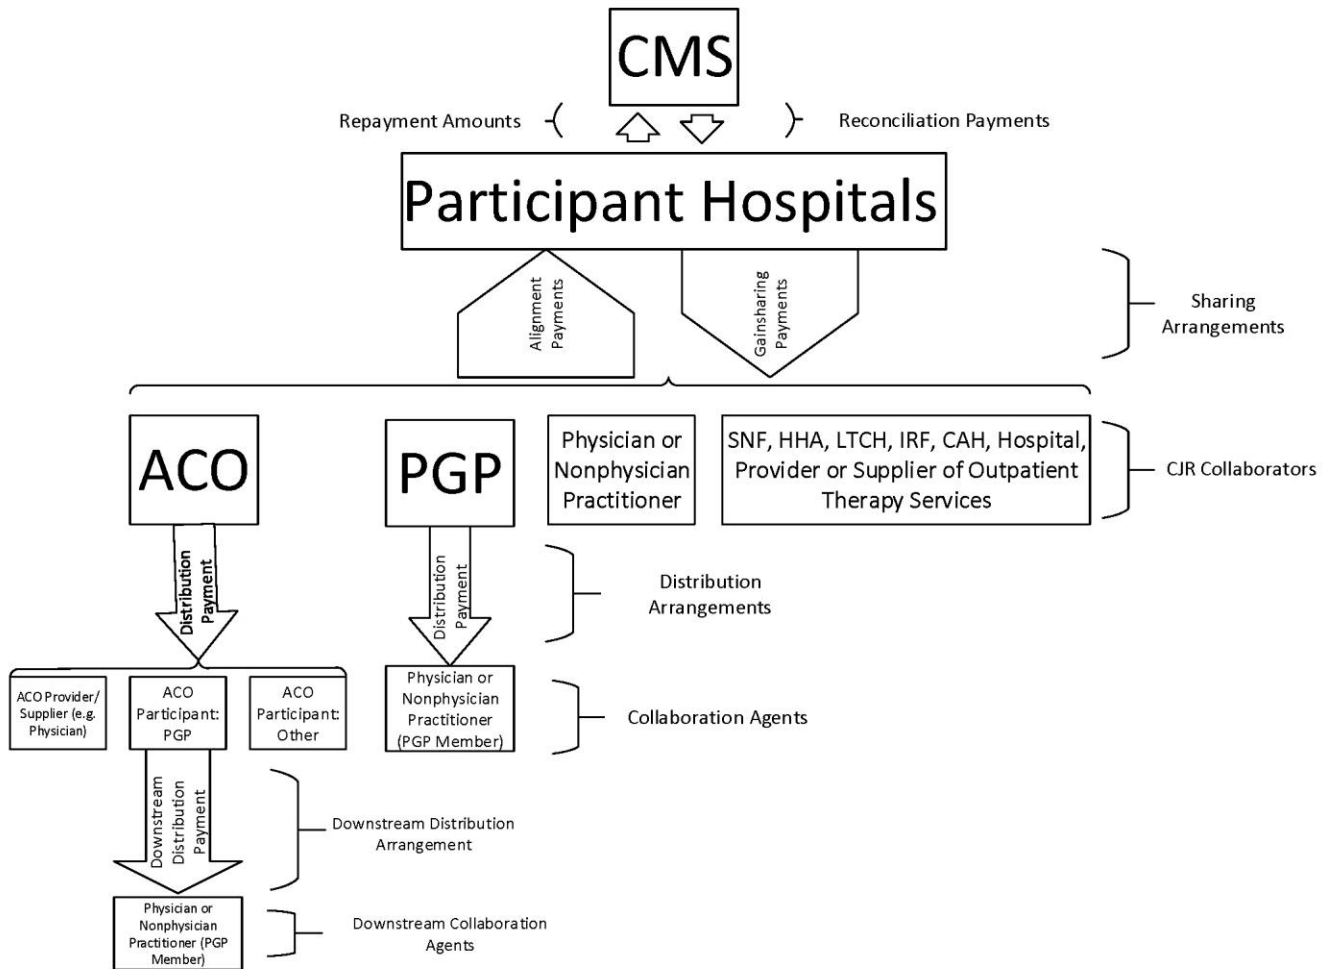 CMS
Repayment Amounts
Reconciliation Payments
Participant Hospitals
Alignment
Payments
Gainsharing
Payments
Sharing
Arrangements
ACO
PGP
Physician or
Nonphysician
Practitioner
SNF, HHA, LTCH, IRF, CAH, Hospital,
Provider or Supplier of Outpatient
Therapy Services
CJR Collaborators
Distribution
Payment
Distribution
Payment
Distribution
Arrangements
ACO Provider/
Supplier (e.g.
Physician)
ACO
Participant:
PGP
ACO
Participant:
Other
Physician or
Nonphysician
Practitioner
(PGP Member)
Collaboration Agents
Downstream
Distribution
Payment
Downstream Distribution
Arrangement
Physician or
Nonphysician
Practitioner (PGP
Member)
Downstream Collaboration
Agents